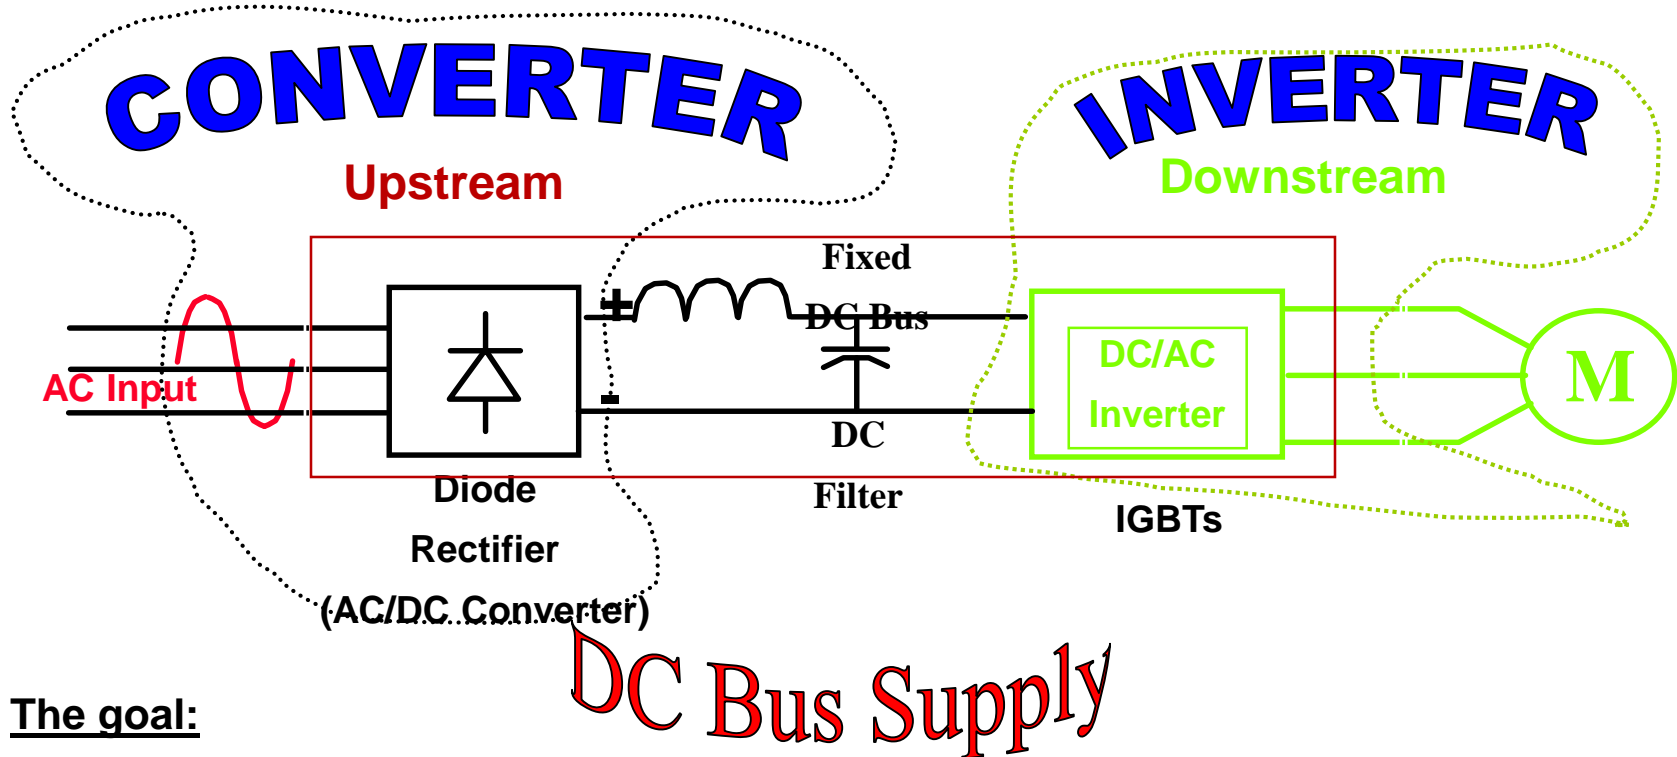 CONVERTER
INVERTER
Upstream
Downstream
Fixed
DC Bus
+
-
AC Input
DC/AC
Inverter
M
DC
Filter
Diode
Rectifier
(AC/DC Converter)
IGBTs
DC Bus Supply
The goal: